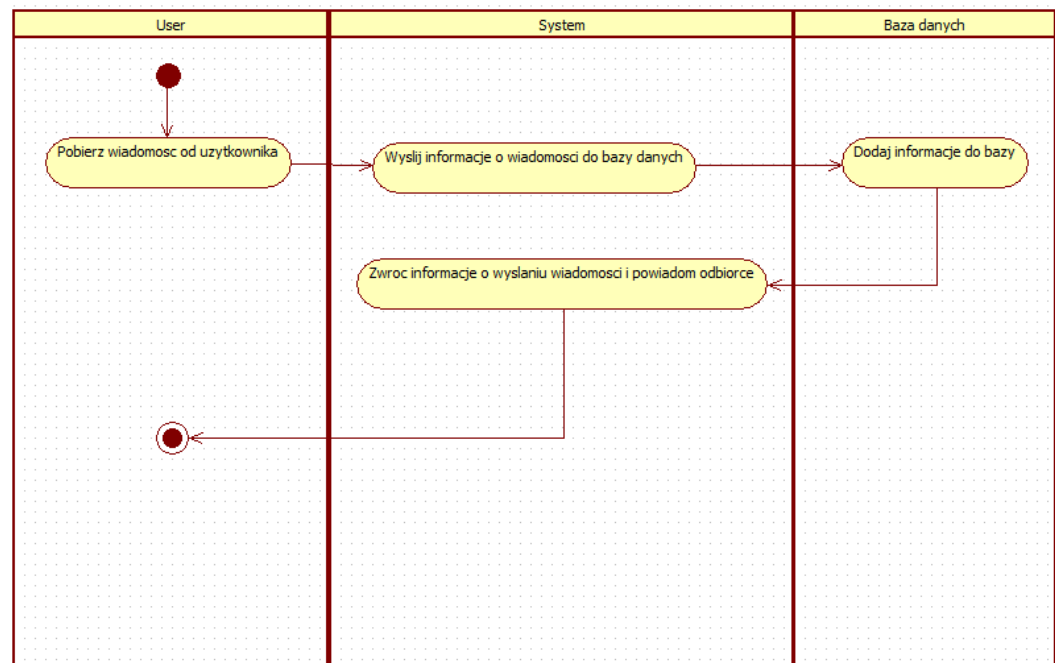 User
System
Baza danych
Pobierz wiadomosc od uzytkownika
Wyslij informacje o wiadomosci do bazy danych
Dodaj informacje do bazy
Zwroc informacje o wyslaniu wiadomosci i powiadom odbiorce